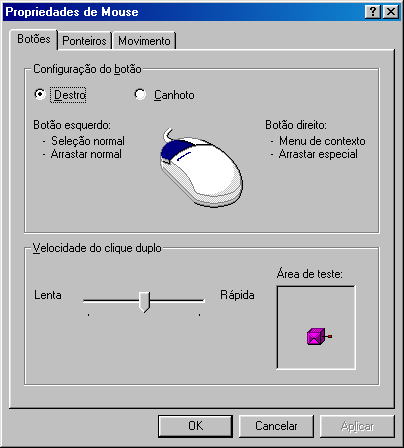 Propriedades de Mouse
Botões Ponteiros Movimento
Configuração do botão
Destro Canhoto
Botão esquerdo:
- Seleção normal
- Arrastar normal
Botão direito:
- Menu de contexto
- Arrastar especial
Velocidade do clique duplo
Área de teste:
Lenta Rápida
OK Cancelar Aplicar